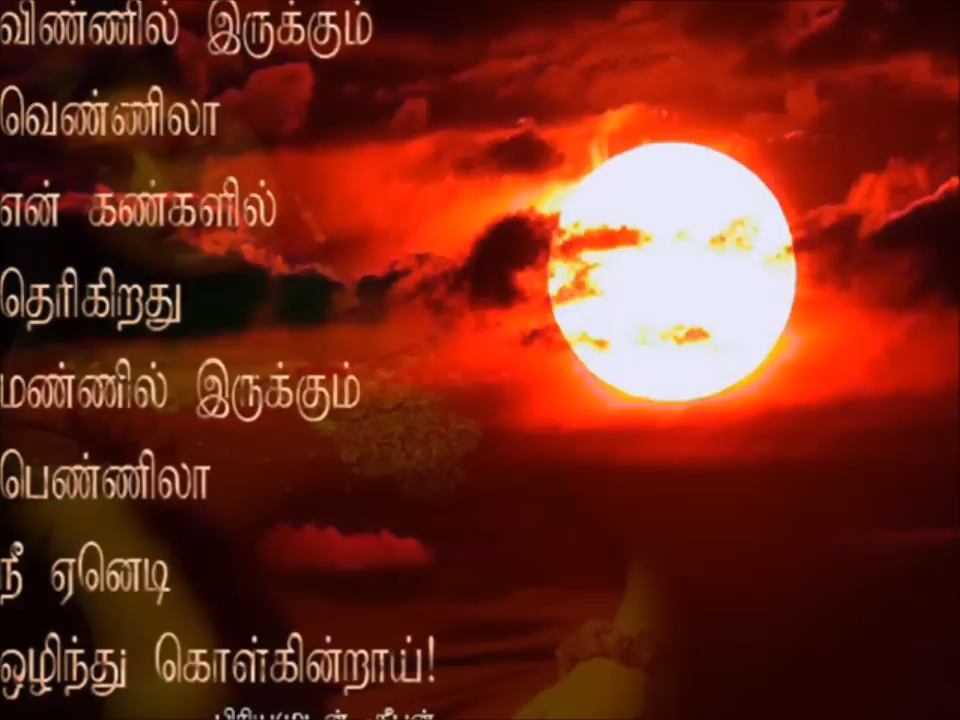 விண்ணில் இருக்கும்
வெண்ணிலா
என் கண்களில்
தெரிகிறது
மண்ணில் இருக்கும்
பெண்ணிலா
நீ ஏனெடி
ஒழிந்து கொள்கின்றாய்!